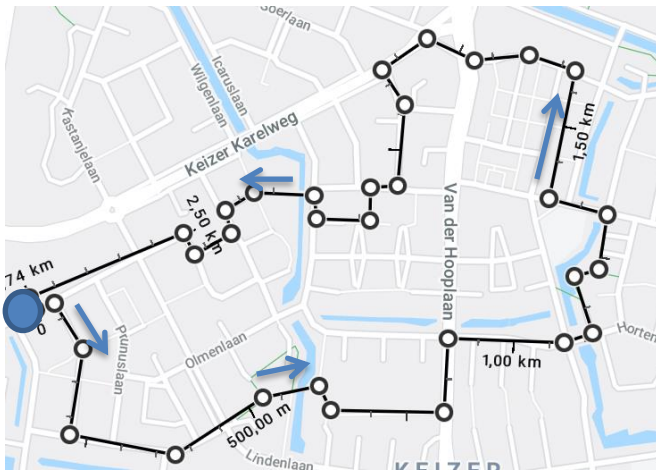 Goerlaan
Icaruslaan
Wilgenlaan
Kastanjelaan
Keizer Karelweg
1,50 km
2,50 km
Van der Hooplaan
74 km
0
Prunuslaan
Olmenlaan
1,00 km
Horten
500,00 m
Lindenlaan
KEIZER